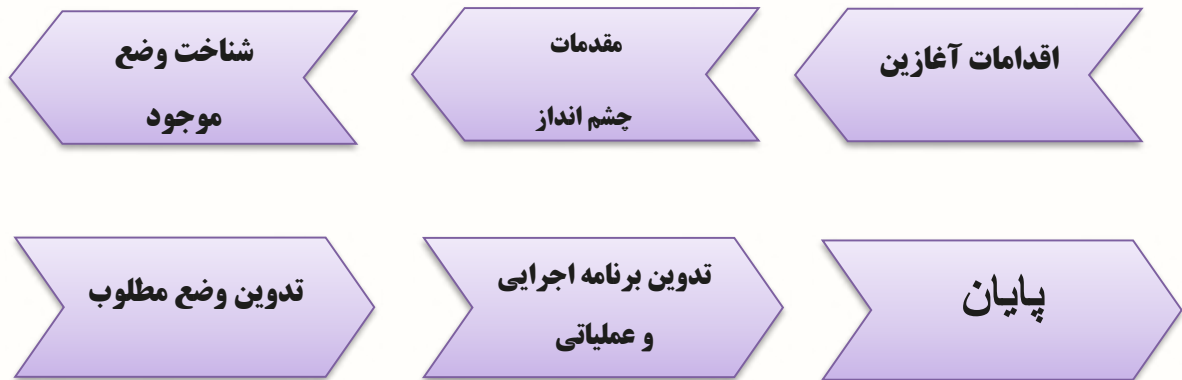 اقدامات آغازین
مقدمات
چشم انداز
شناخت وضع
موجود
تدوین وضع مطلوب
تدوین برنامه اجرایی
و عملیاتی
پایان